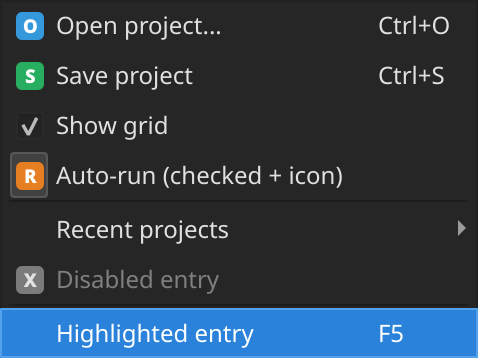 O Open project... Ctrl+O
S Save project Ctrl+S
Show grid
R Auto-run (checked + icon)
Recent projects
X Disabled entry
Highlighted entry F5